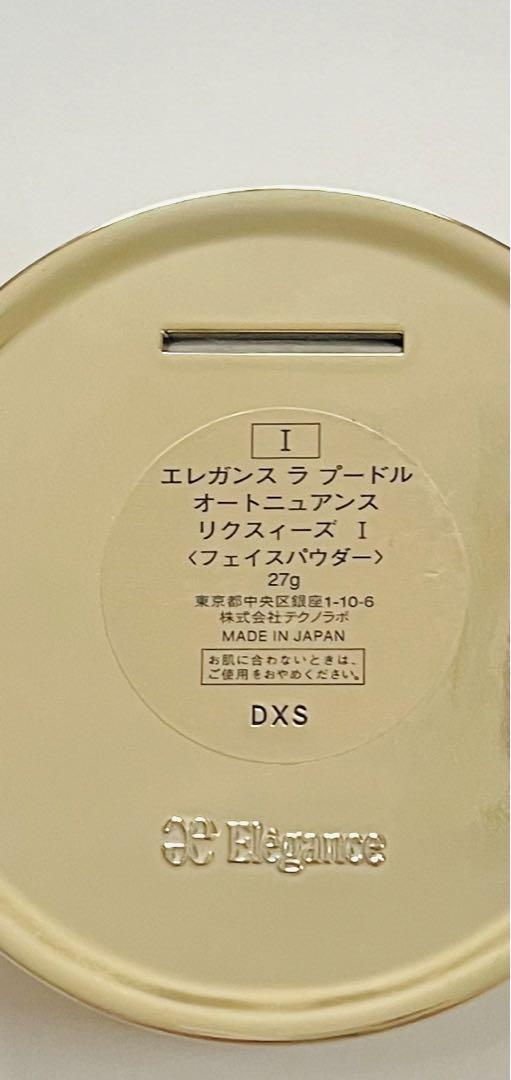 I
エレガンス ラ プードル
オートニュアンス
リクスィーズ I
〈フェイスパウダー〉
27g
東京都中央区銀座1-10-6
株式会社テクノラボ
MADE IN JAPAN
お肌に合わないときは、
ご使用をおやめください。
DXS
Elégance